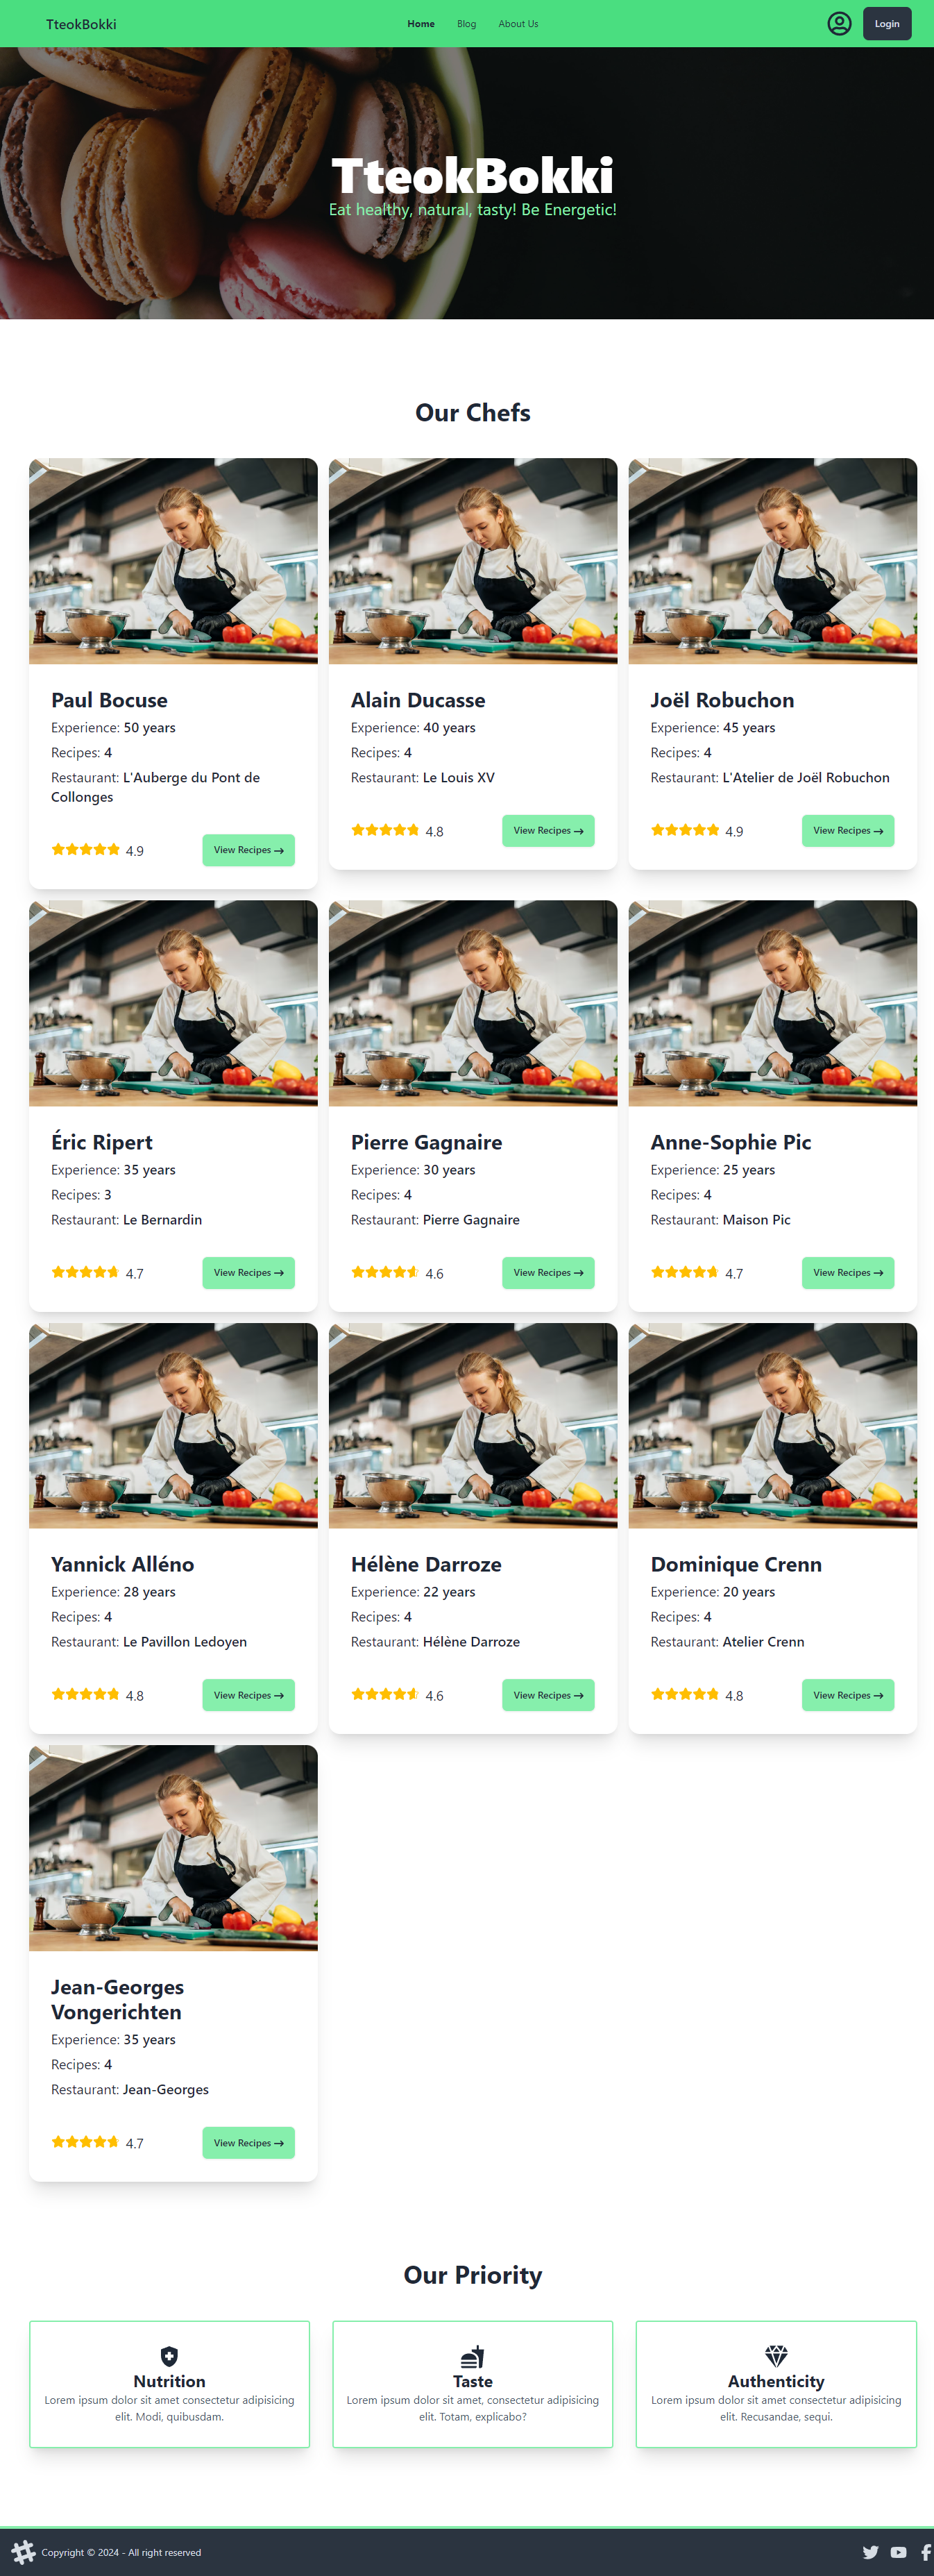 TteokBokki
Home Blog About Us
Login
TteokBokki
Eat healthy, natural, tasty! Be Energetic!
Our Chefs
Paul Bocuse
Experience: 50 years
Recipes: 4
Restaurant: L'Auberge du Pont de
Collonges
4.9 View Recipes →
Alain Ducasse
Experience: 40 years
Recipes: 4
Restaurant: Le Louis XV
4.8 View Recipes →
Joël Robuchon
Experience: 45 years
Recipes: 4
Restaurant: L'Atelier de Joël Robuchon
4.9 View Recipes →
Éric Ripert
Experience: 35 years
Recipes: 3
Restaurant: Le Bernardin
4.7 View Recipes →
Pierre Gagnaire
Experience: 30 years
Recipes: 4
Restaurant: Pierre Gagnaire
4.6 View Recipes →
Anne-Sophie Pic
Experience: 25 years
Recipes: 4
Restaurant: Maison Pic
4.7 View Recipes →
Yannick Alléno
Experience: 28 years
Recipes: 4
Restaurant: Le Pavillon Ledoyen
4.8 View Recipes →
Hélène Darroze
Experience: 22 years
Recipes: 4
Restaurant: Hélène Darroze
4.6 View Recipes →
Dominique Crenn
Experience: 20 years
Recipes: 4
Restaurant: Atelier Crenn
4.8 View Recipes →
Jean-Georges
Vongerichten
Experience: 35 years
Recipes: 4
Restaurant: Jean-Georges
4.7 View Recipes →
Our Priority
Nutrition
Lorem ipsum dolor sit amet consectetur adipisicing
elit. Modi, quibusdam.
Taste
Lorem ipsum dolor sit amet, consectetur adipisicing
elit. Totam, explicabo?
Authenticity
Lorem ipsum dolor sit amet consectetur adipisicing
elit. Recusandae, sequi.
Copyright © 2024 - All right reserved